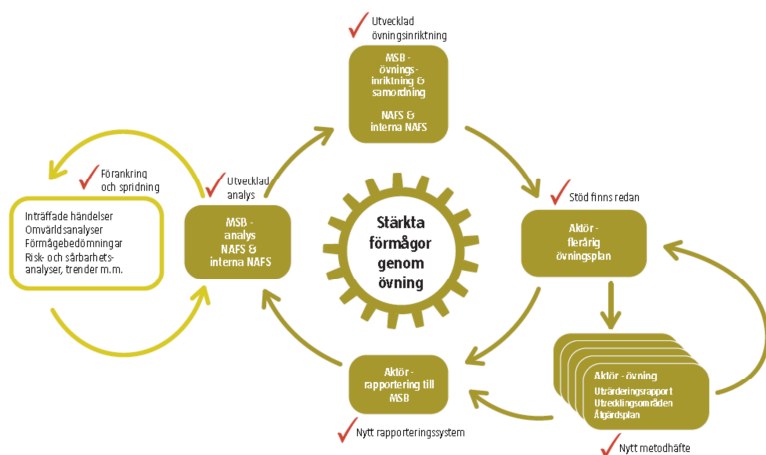 Utvecklad
övningsinriktning
MSB -
övnings-
inriktning &
samordning
NAFS &
interna NAFS
Förankring
och spridning
Utvecklad
analys
Stöd finns redan
Inträffade händelser
Omvärldsanalyser
Förmågebedömningar
Risk- och sårbarhets-
analyser, trender m.m.
MSB -
analys
NAFS &
interna NAFS
Stärkta
förmågor
genom
övning
Aktör -
flerårig
övningsplan
Aktör -
rapportering till
MSB
Nytt rapporteringssystem
Aktör - övning
Utvärderingsrapport
Utvecklingsområden
Åtgärdsplan
Nytt metodhäfte